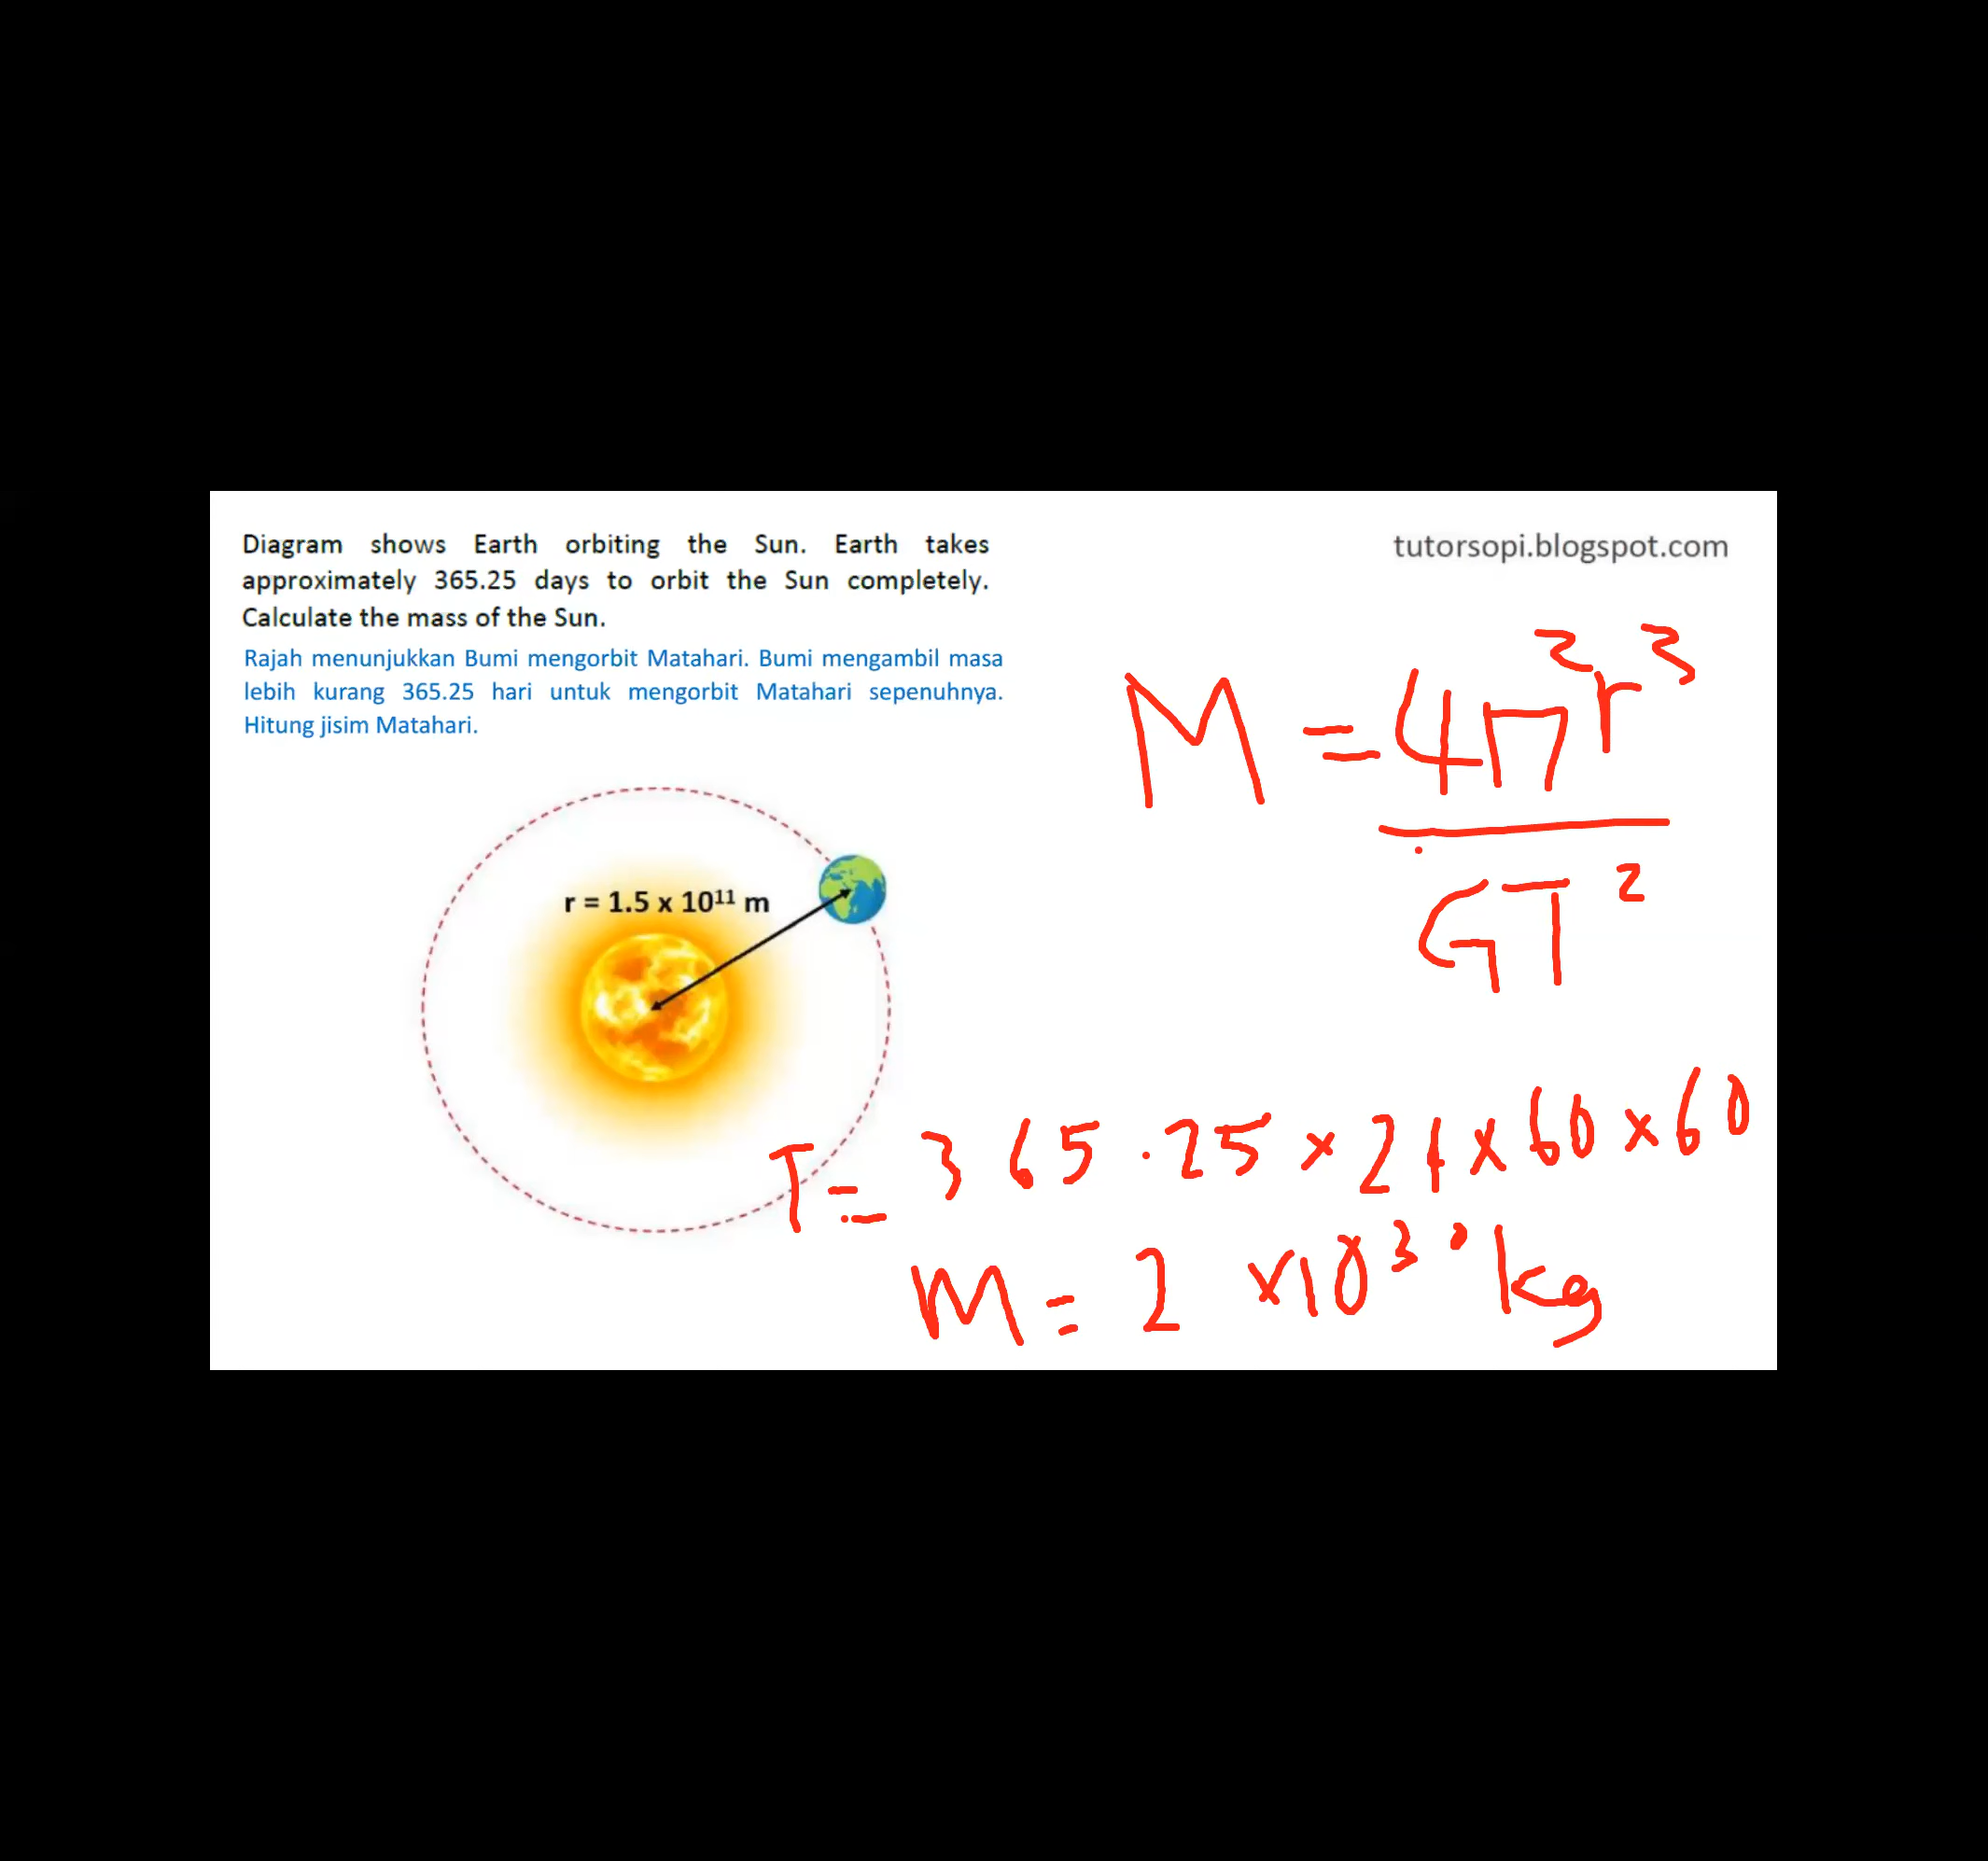 Diagram shows Earth orbiting the Sun. Earth takes
approximately 365.25 days to orbit the Sun completely.
Calculate the mass of the Sun.
Rajah menunjukkan Bumi mengorbit Matahari. Bumi mengambil masa
lebih kurang 365.25 hari untuk mengorbit Matahari sepenuhnya.
Hitung jisim Matahari.
tutorsopi.blogspot.com
M = 4π²r³
GT²
r = 1.5 x 10¹¹ m
T = 365.25 × 24 × 60 × 60
M = 2 ×10³⁰ kg